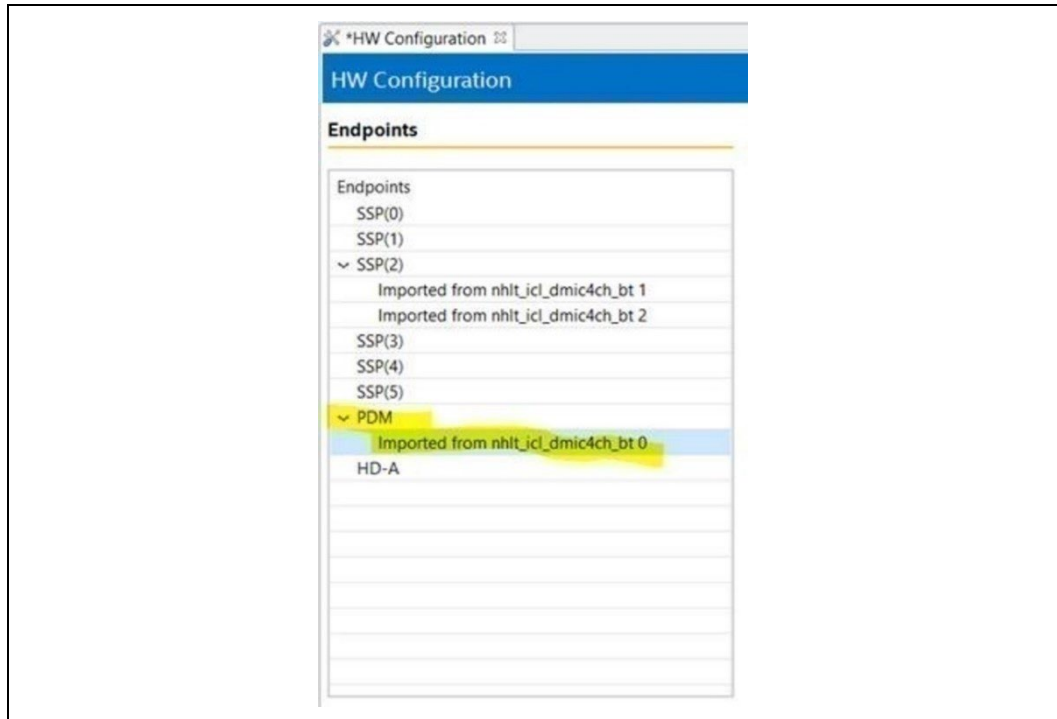 *HW Configuration
HW Configuration
Endpoints
Endpoints
SSP(0)
SSP(1)
SSP(2)
Imported from nhlt_icl_dmic4ch_bt 1
Imported from nhlt_icl_dmic4ch_bt 2
SSP(3)
SSP(4)
SSP(5)
PDM
Imported from nhlt_icl_dmic4ch_bt 0
HD-A